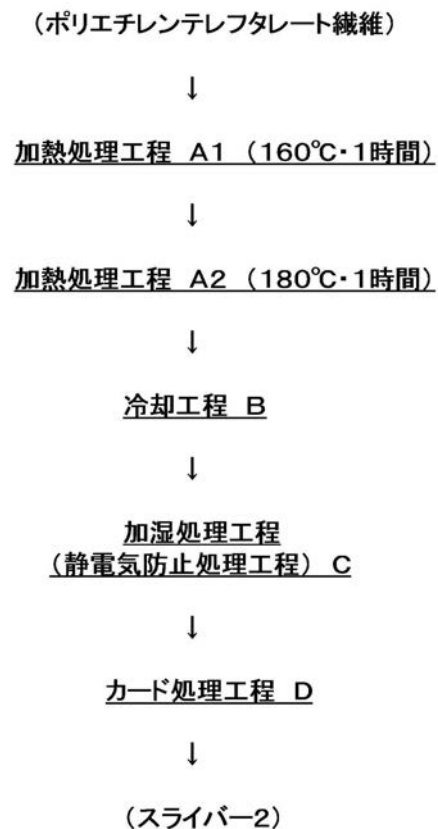 (ポリエチレンテレフタレート繊維)
↓
加熱処理工程 A1 (160℃・1時間)
↓
加熱処理工程 A2 (180℃・1時間)
↓
冷却工程 B
↓
加湿処理工程
(静電気防止処理工程) C
↓
カード処理工程 D
↓
(スライバー2)